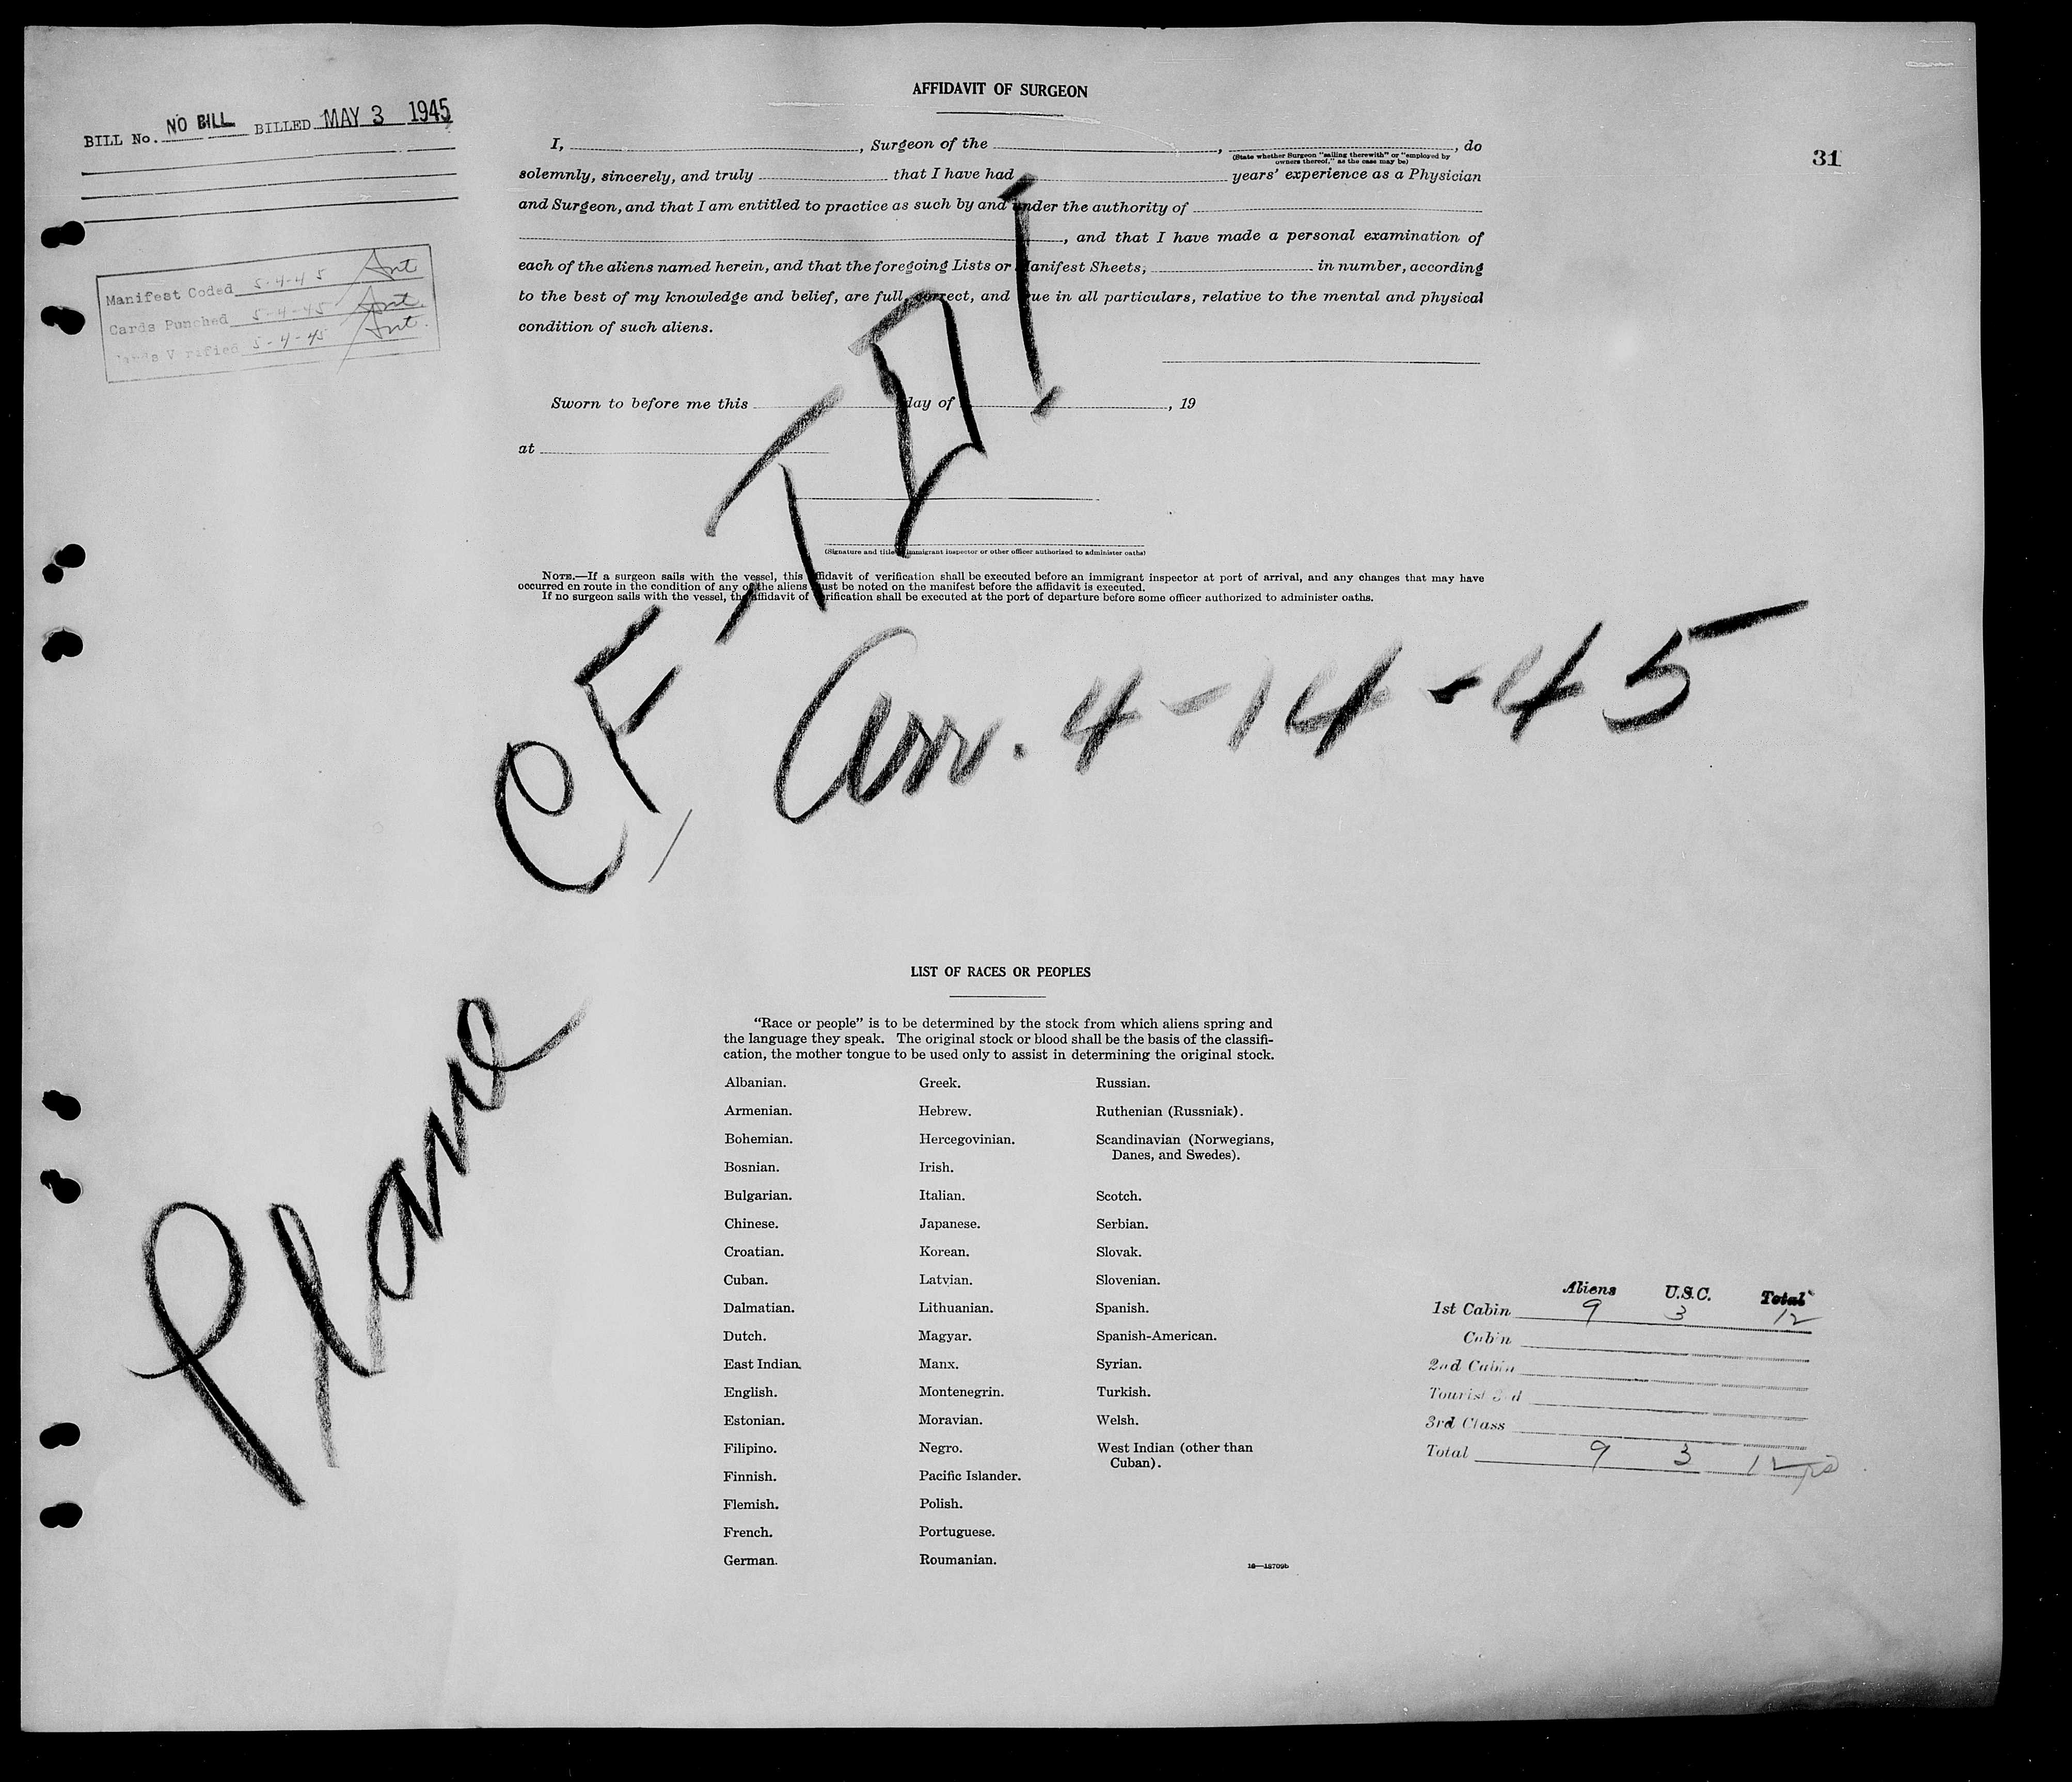 BILL No. NO BILL BILLED MAY 3 1945
Manifest Coded 5-4-45
Cards Punched 5-4-45
Cards Verified 5-4-45
31
AFFIDAVIT OF SURGEON
I, , Surgeon of the , , do
(State whether Surgeon "sailing therewith" or "employed by
owners thereof," as the case may be)
solemnly, sincerely, and truly that I have had years' experience as a Physician
and Surgeon, and that I am entitled to practice as such by and under the authority of
, and that I have made a personal examination of
each of the aliens named herein, and that the foregoing Lists or Manifest Sheets, in number, according
to the best of my knowledge and belief, are full, correct, and true in all particulars, relative to the mental and physical
condition of such aliens.
Sworn to before me this day of , 19
at
(Signature and title of immigrant inspector or other officer authorized to administer oaths)
NOTE.—If a surgeon sails with the vessel, this affidavit of verification shall be executed before an immigrant inspector at port of arrival, and any changes that may have
occurred en route in the condition of any of the aliens must be noted on the manifest before the affidavit is executed.
If no surgeon sails with the vessel, the affidavit of verification shall be executed at the port of departure before some officer authorized to administer oaths.
Plane CF-
Arr. 4-14-45
LIST OF RACES OR PEOPLES
"Race or people" is to be determined by the stock from which aliens spring and
the language they speak. The original stock or blood shall be the basis of the classifi-
cation, the mother tongue to be used only to assist in determining the original stock.
Albanian.
Armenian.
Bohemian.
Bosnian.
Bulgarian.
Chinese.
Croatian.
Cuban.
Dalmatian.
Dutch.
East Indian.
English.
Estonian.
Filipino.
Finnish.
Flemish.
French.
German.
Greek.
Hebrew.
Hercegovinian.
Irish.
Italian.
Japanese.
Korean.
Latvian.
Lithuanian.
Magyar.
Manx.
Montenegrin.
Moravian.
Negro.
Pacific Islander.
Polish.
Portuguese.
Roumanian.
Russian.
Ruthenian (Russniak).
Scandinavian (Norwegians,
Danes, and Swedes).
Scotch.
Serbian.
Slovak.
Slovenian.
Spanish.
Spanish-American.
Syrian.
Turkish.
Welsh.
West Indian (other than
Cuban).
16—18709b
Aliens U.S.C. Total
1st Cabin 9 3 12
Cabin
2nd Cabin
Tourist 3rd
3rd Class
Total 9 3 12